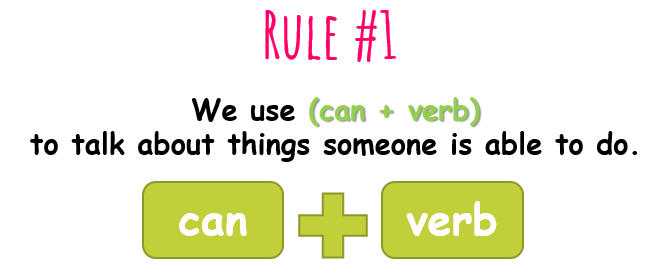 RULE #1
We use (can + verb)
to talk about things someone is able to do.
can + verb